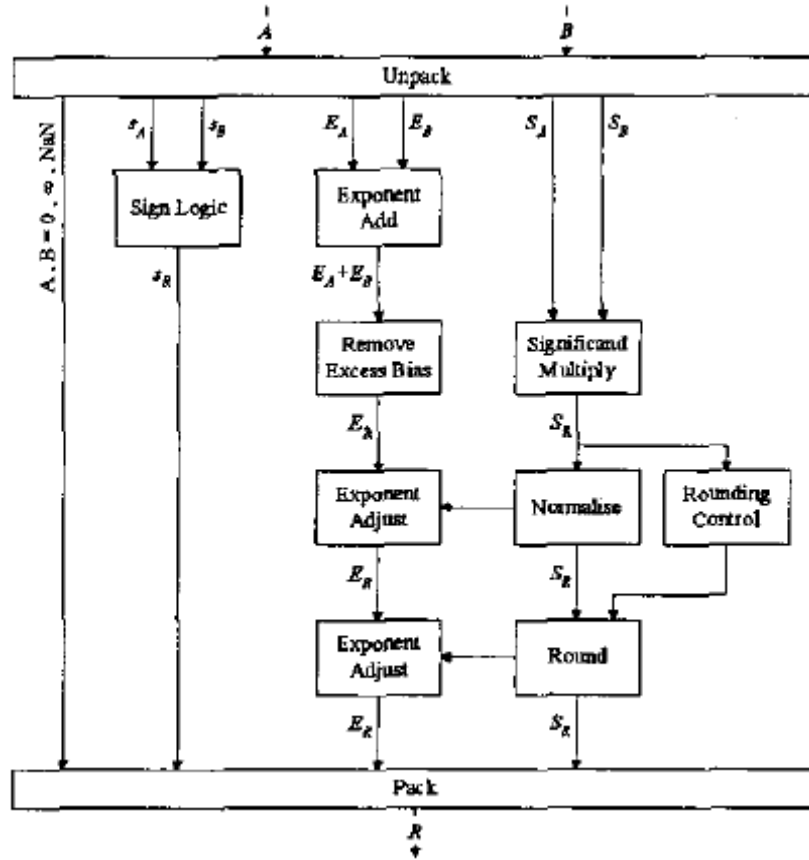 A B
Unpack
A, B = 0, ∞, NaN
s_A s_B E_A E_B S_A S_B
Sign Logic
Exponent
Add
s_R
E_A+E_B
Remove
Excess Bias
Significand
Multiply
E_R S_R
Exponent
Adjust
Normalise
Rounding
Control
E_R S_R
Exponent
Adjust
Round
E_R S_R
Pack
R